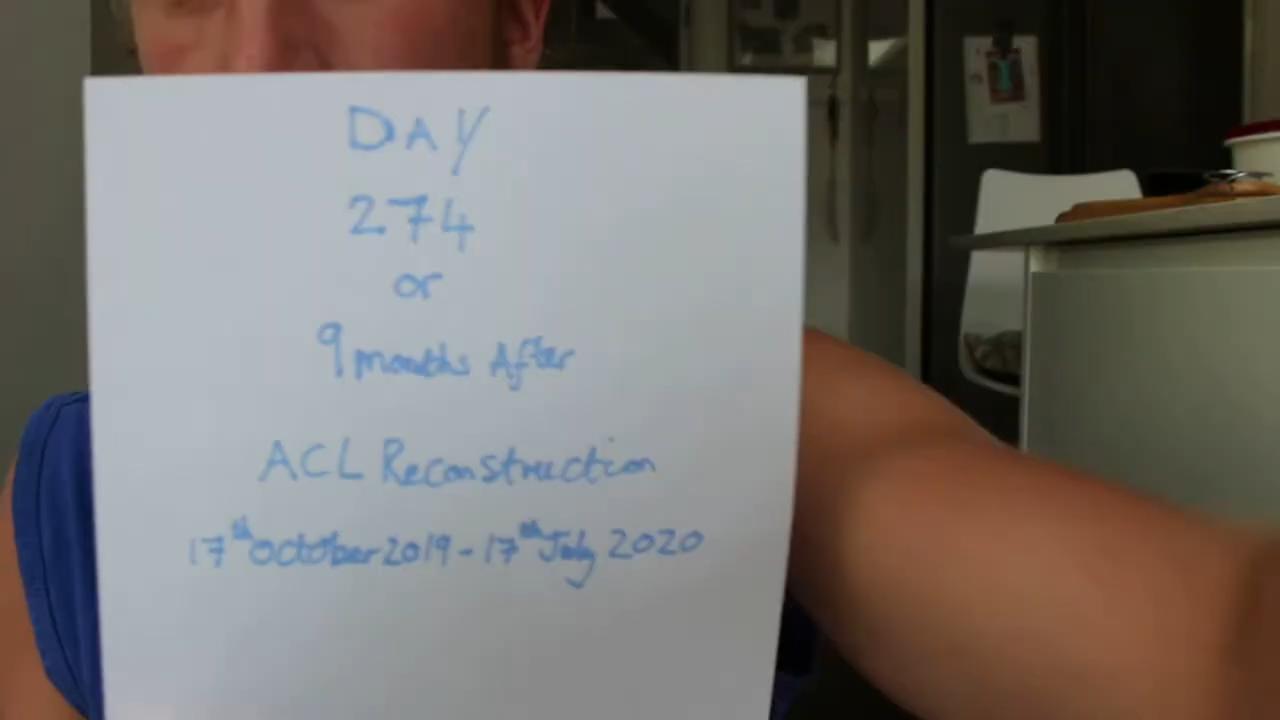 DAY
274
or
9 months After
ACL Reconstruction
17th october 2019 - 17th July 2020